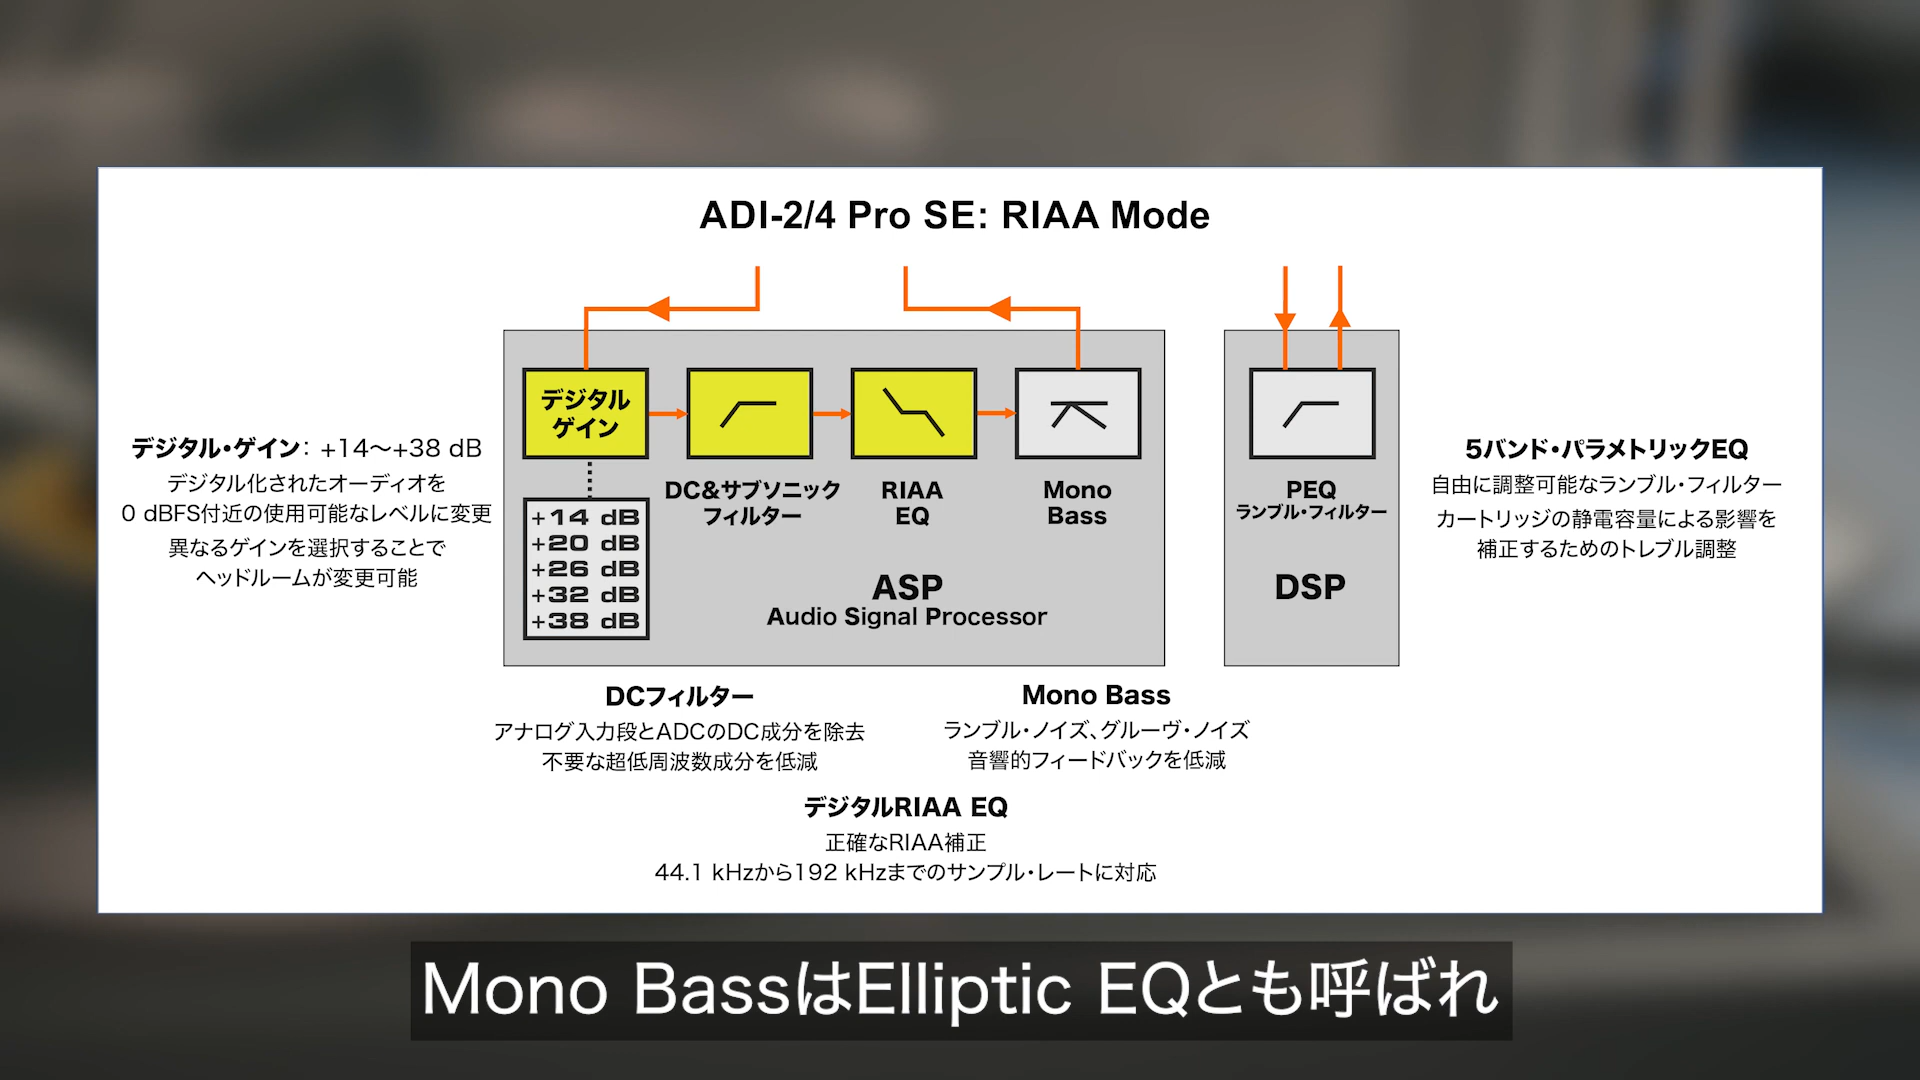 ADI-2/4 Pro SE: RIAA Mode
デジタル・ゲイン: +14〜+38 dB
デジタル化されたオーディオを
0 dBFS付近の使用可能なレベルに変更
異なるゲインを選択することで
ヘッドルームが変更可能
デジタル
ゲイン
+14 dB
+20 dB
+26 dB
+32 dB
+38 dB
DC&サブソニック
フィルター
RIAA
EQ
Mono
Bass
ASP
Audio Signal Processor
PEQ
ランブル・フィルター
DSP
5バンド・パラメトリックEQ
自由に調整可能なランブル・フィルター
カートリッジの静電容量による影響を
補正するためのトレブル調整
DCフィルター
アナログ入力段とADCのDC成分を除去
不要な超低周波数成分を低減
Mono Bass
ランブル・ノイズ、グルーヴ・ノイズ
音響的フィードバックを低減
デジタルRIAA EQ
正確なRIAA補正
44.1 kHzから192 kHzまでのサンプル・レートに対応
Mono BassはElliptic EQとも呼ばれ